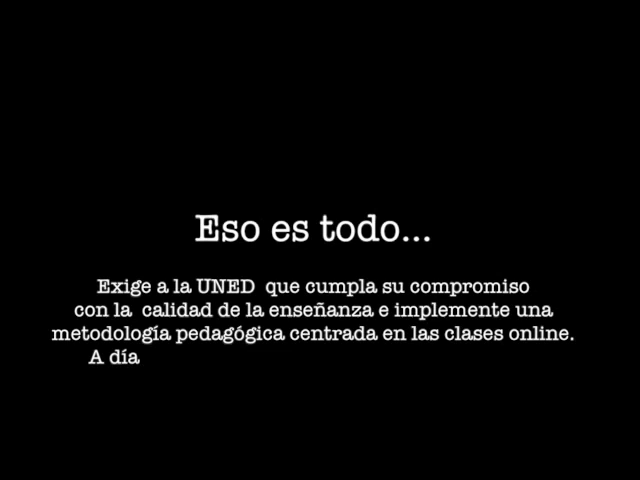 Eso es todo...
Exige a la UNED que cumpla su compromiso
con la calidad de la enseñanza e implemente una
metodología pedagógica centrada en las clases online.
A día